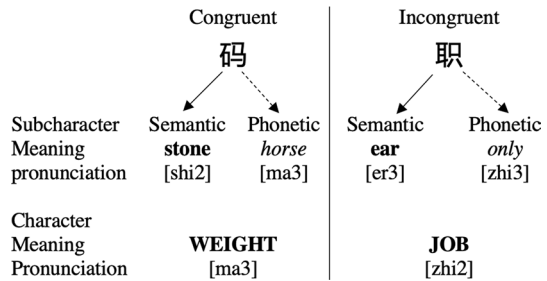 Congruent Incongruent
码 职
Subcharacter Semantic Phonetic Semantic Phonetic
Meaning stone horse ear only
pronunciation [shi2] [ma3] [er3] [zhi3]
Character
Meaning WEIGHT JOB
Pronunciation [ma3] [zhi2]